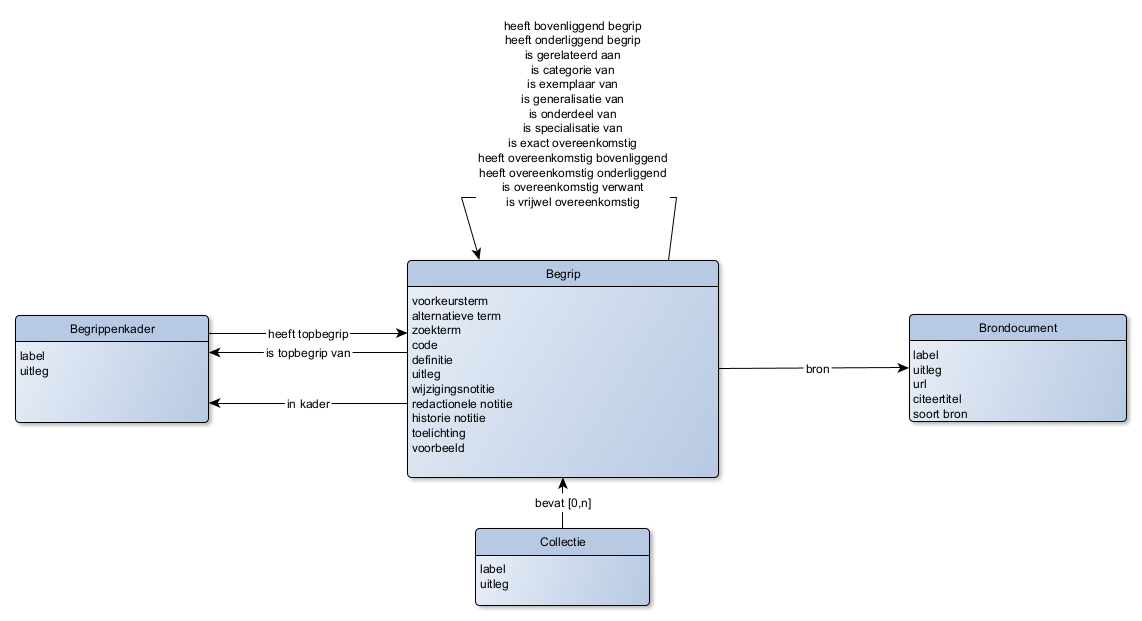 heeft bovenliggend begrip
heeft onderliggend begrip
is gerelateerd aan
is categorie van
is exemplaar van
is generalisatie van
is onderdeel van
is specialisatie van
is exact overeenkomstig
heeft overeenkomstig bovenliggend
heeft overeenkomstig onderliggend
is overeenkomstig verwant
is vrijwel overeenkomstig
Begrip
voorkeursterm
alternatieve term
zoekterm
code
definitie
uitleg
wijzigingsnotitie
redactionele notitie
historie notitie
toelichting
voorbeeld
Begrippenkader
label
uitleg
heeft topbegrip
is topbegrip van
in kader
bron
Brondocument
label
uitleg
url
citeertitel
soort bron
bevat [0,n]
Collectie
label
uitleg